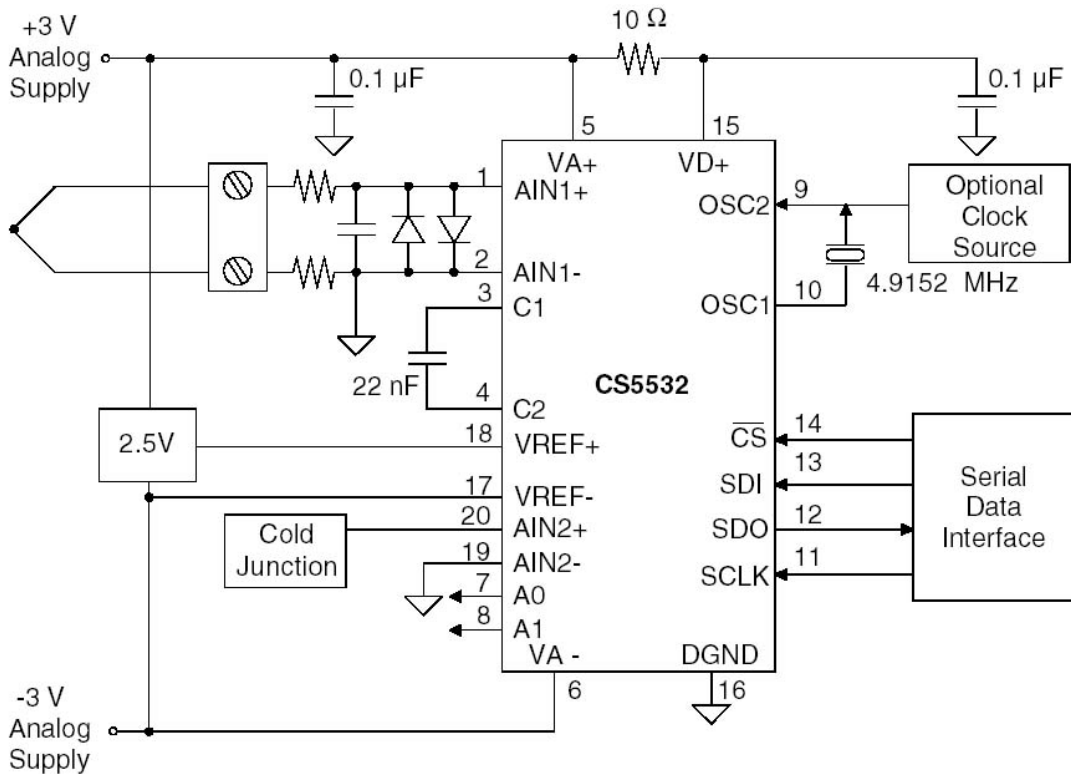 +3 V
Analog
Supply
0.1 µF
10 Ω
0.1 µF
5
15
VA+
VD+
1
AIN1+
2
AIN1-
3
C1
22 nF
4
C2
2.5V
18
VREF+
17
VREF-
20
AIN2+
Cold
Junction
19
AIN2-
7
A0
8
A1
VA -
6
DGND
16
CS5532
OSC2
9
Optional
Clock
Source
OSC1
10
4.9152 MHz
CS
14
SDI
13
SDO
12
SCLK
11
Serial
Data
Interface
-3 V
Analog
Supply